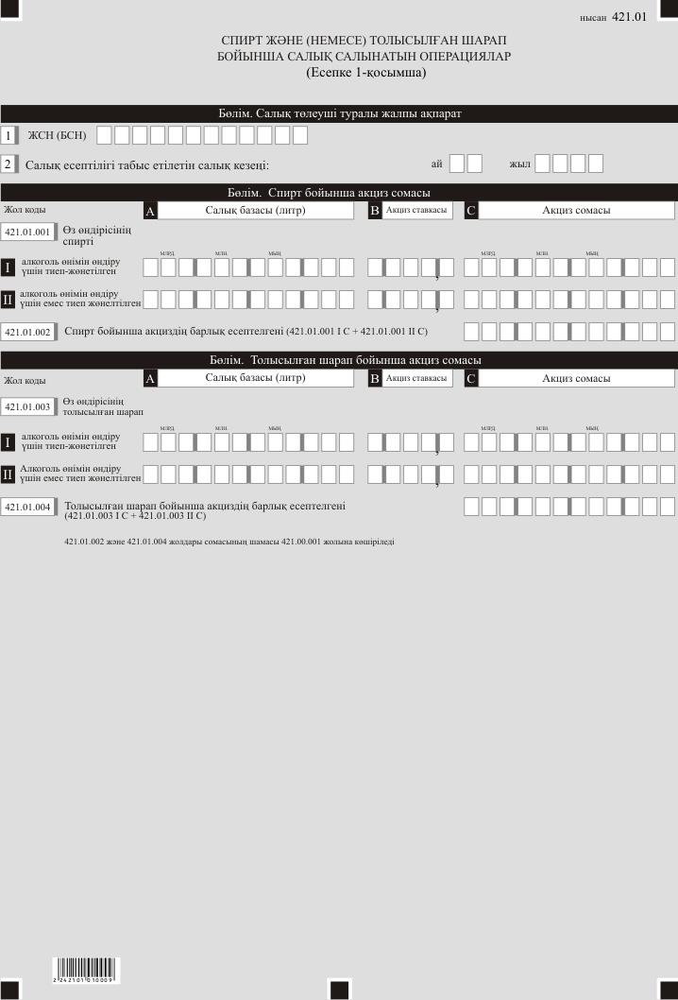 нысан 421.01
СПИРТ ЖӘНЕ (НЕМЕСЕ) ТОЛЫСЫЛҒАН ШАРАП
БОЙЫНША САЛЫҚ САЛЫНАТЫН ОПЕРАЦИЯЛАР
(Есепке 1-қосымша)
Бөлім. Салық төлеуші туралы жалпы ақпарат
1 ЖСН (БСН)
2 Салық есептілігі табыс етілетін салық кезеңі: ай жыл
Бөлім. Спирт бойынша акциз сомасы
Жол коды A Салық базасы (литр) B Акциз ставкасы C Акциз сомасы
421.01.001 Өз өндірісінің
спирті
МЛРД. МЛН. МЫҢ МЛРД. МЛН. МЫҢ
I алкоголь өнімін өндіру
үшін тиеп-жөнетілген ,
II алкоголь өнімін өндіру
үшін емес тиеп жөнелтілген ,
421.01.002 Спирт бойынша акциздің барлық есептелгені (421.01.001 I C + 421.01.001 II C)
Бөлім. Толысылған шарап бойынша акциз сомасы
Жол коды A Салық базасы (литр) B Акциз ставкасы C Акциз сомасы
421.01.003 Өз өндірісінің
толысылған шарап
МЛРД. МЛН. МЫҢ МЛРД. МЛН. МЫҢ
I алкоголь өнімін өндіру
үшін тиеп-жөнетілген ,
II Алкоголь өнімін өндіру
үшін емес тиеп жөнелтілген ,
421.01.004 Толысылған шарап бойынша акциздің барлық есептелгені
(421.01.003 I C + 421.01.003 II C)
421.01.002 және 421.01.004 жолдары сомасының шамасы 421.00.001 жолына көшіріледі
2242101010009